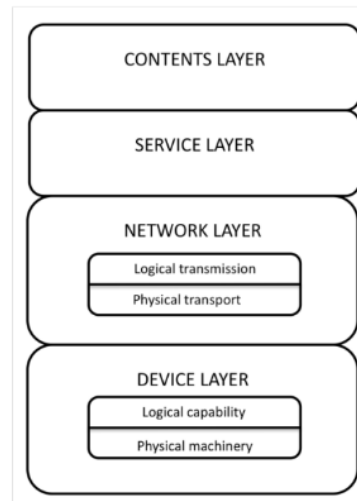 CONTENTS LAYER
SERVICE LAYER
NETWORK LAYER
Logical transmission
Physical transport
DEVICE LAYER
Logical capability
Physical machinery